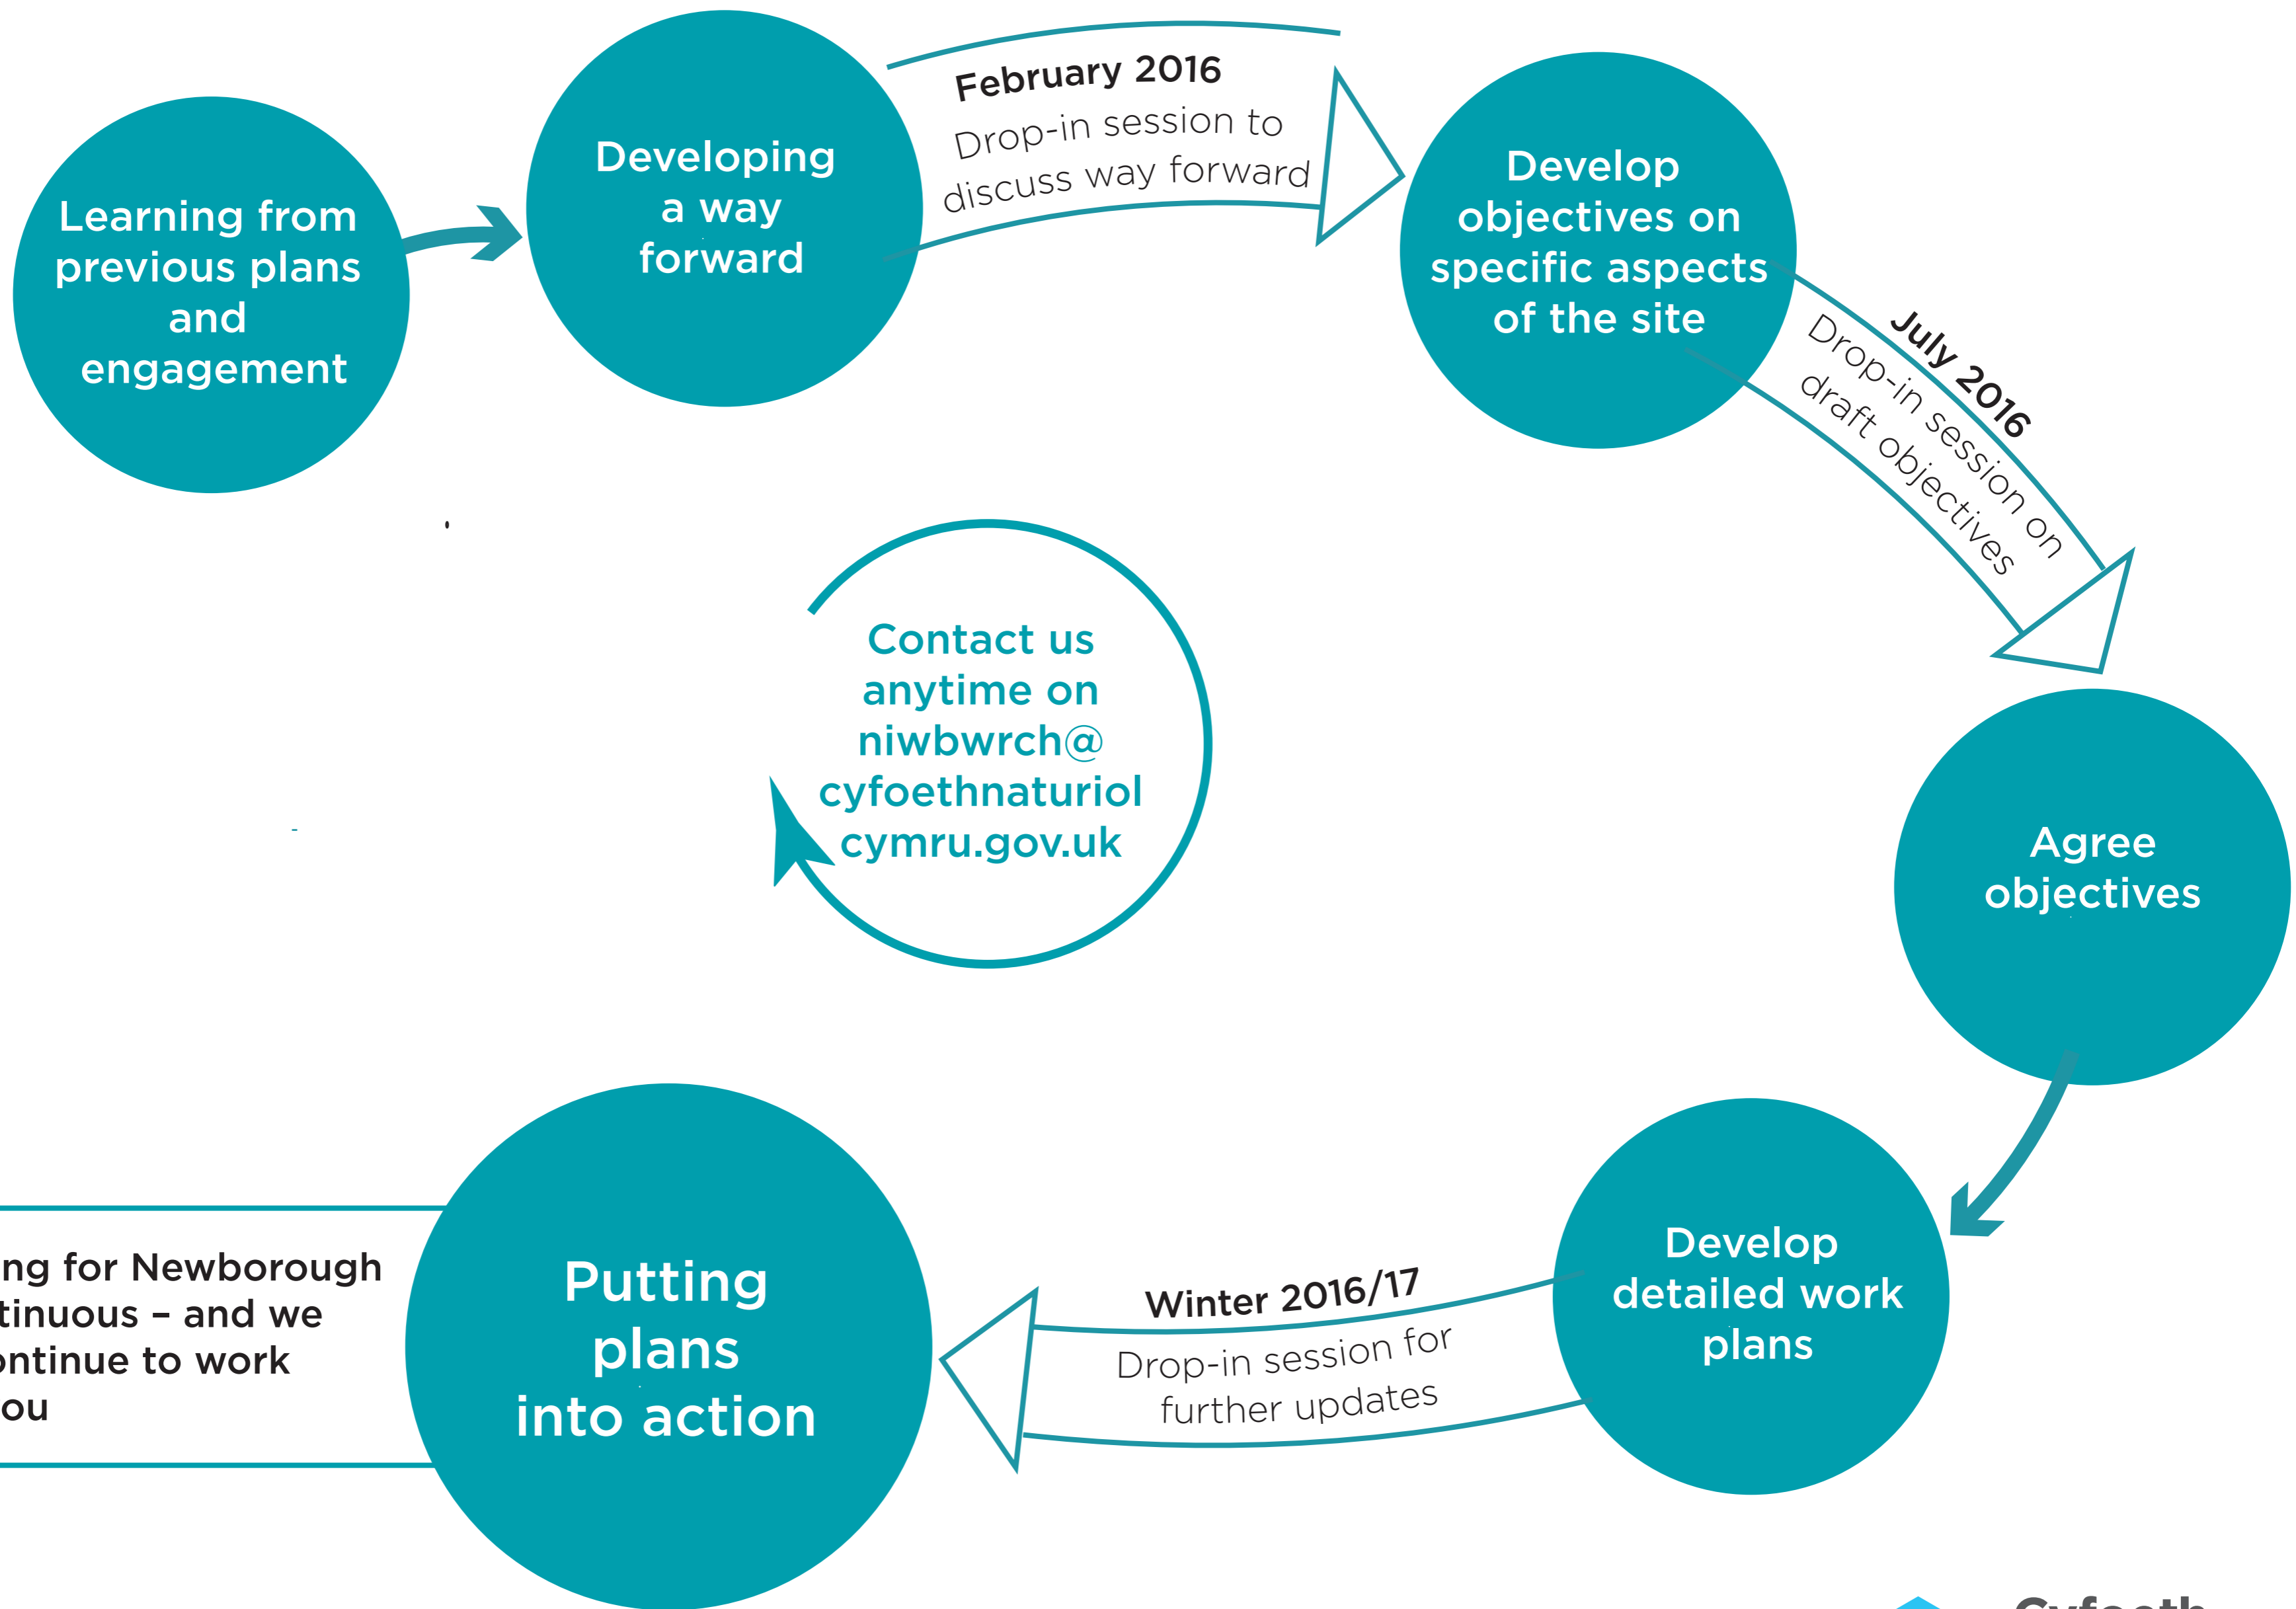 Learning from
previous plans
and
engagement
Developing
a way
forward
February 2016
Drop-in session to
discuss way forward
Develop
objectives on
specific aspects
of the site
July 2016
Drop-in session on
draft objectives
Contact us
anytime on
niwbwrch@
cyfoethnaturiol
cymru.gov.uk
Agree
objectives
Develop
detailed work
plans
Winter 2016/17
Drop-in session for
further updates
Putting
plans
into action
ng for Newborough
tinuous – and we
ontinue to work
ou
Cyfoeth